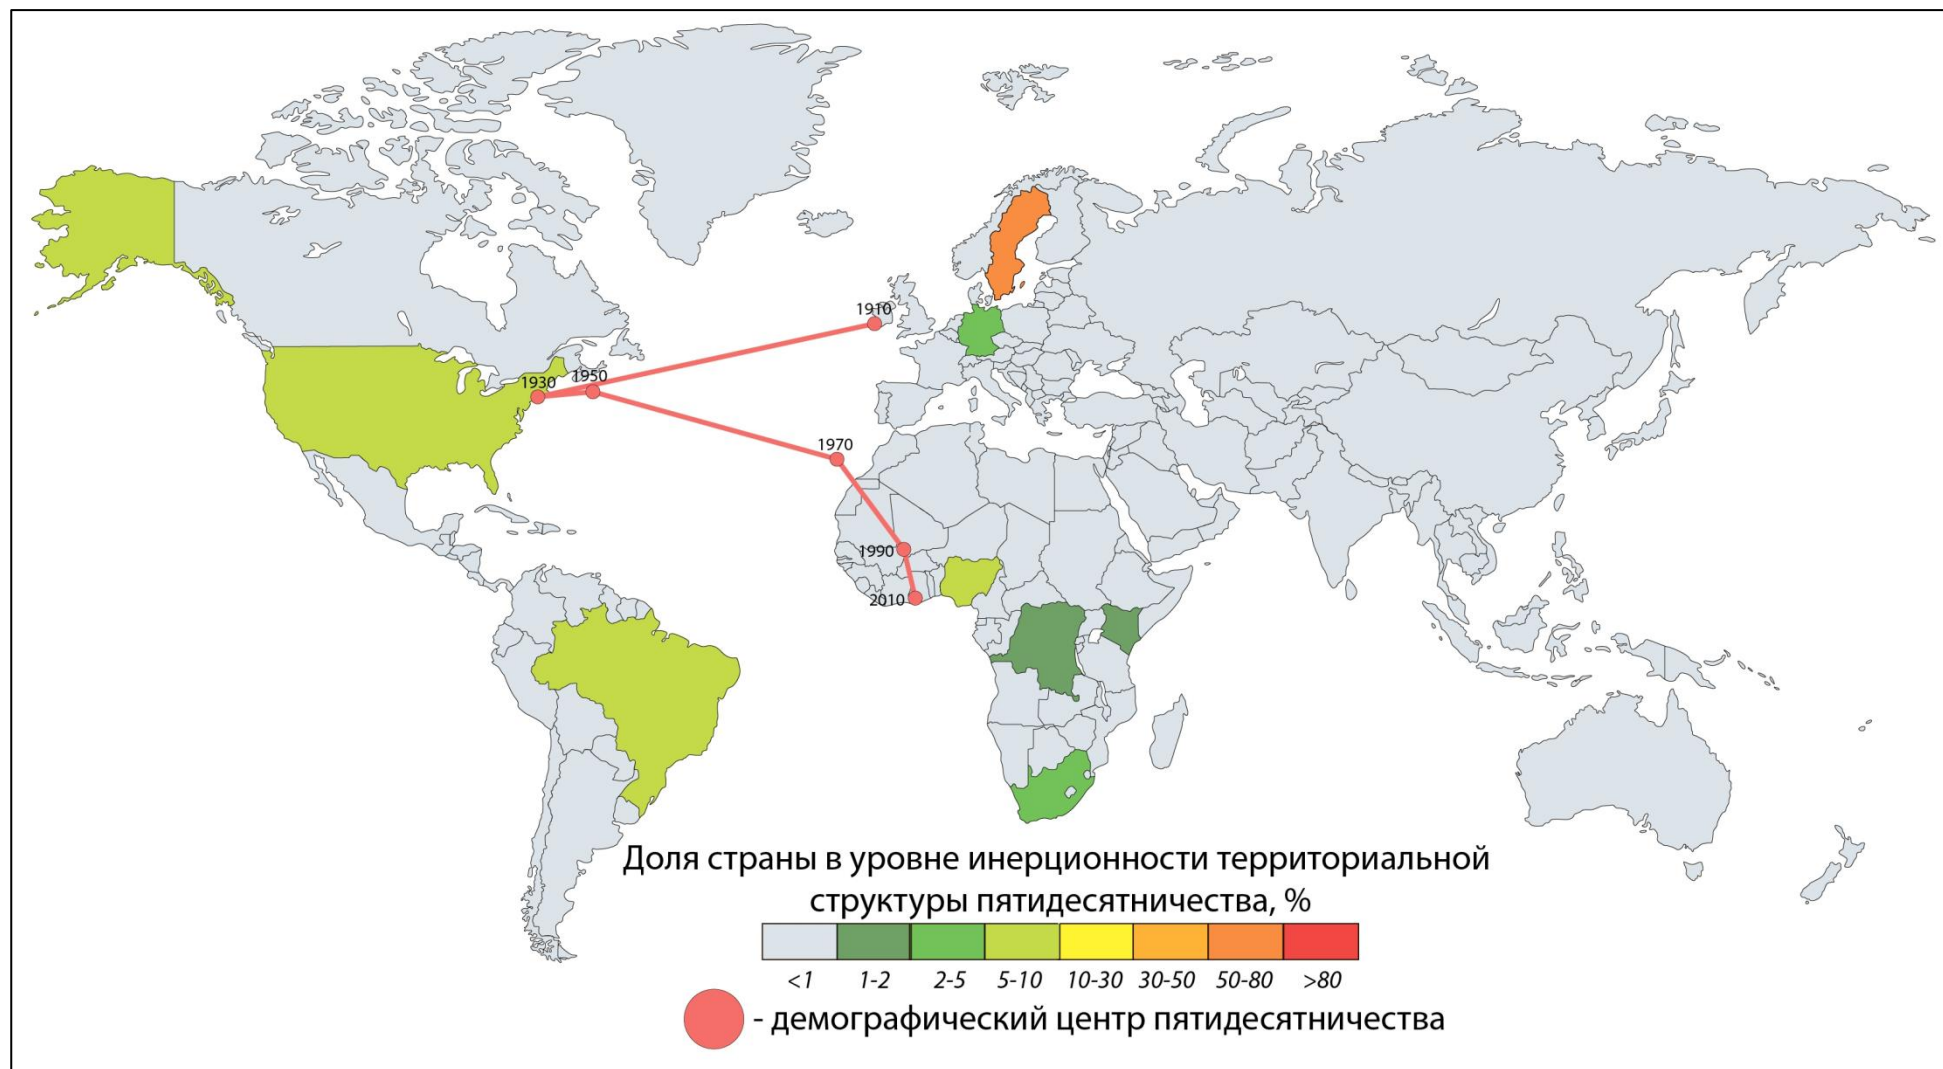 1910
1930
1950
1970
1990
2010
Доля страны в уровне инерционности территориальной
структуры пятидесятничества, %
<1 1-2 2-5 5-10 10-30 30-50 50-80 >80
- демографический центр пятидесятничества